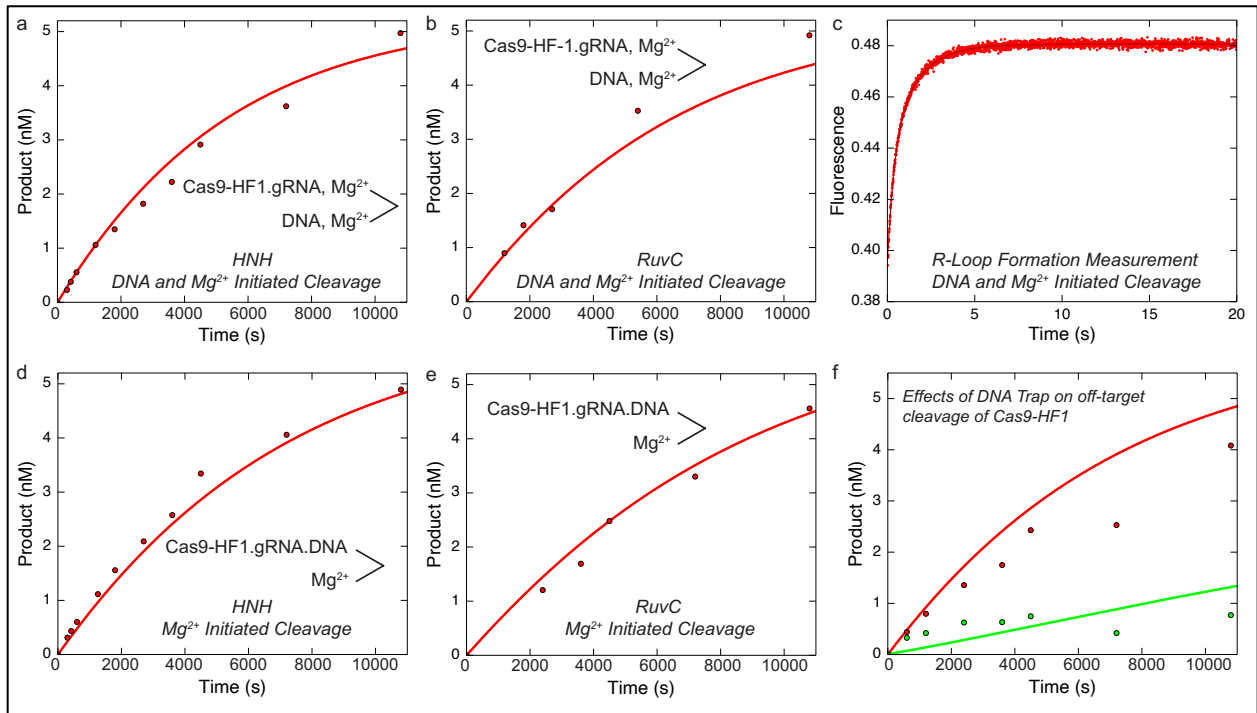 a
5
4
3
2
1
0
Product (nM)
Cas9-HF1.gRNA, Mg²⁺
DNA, Mg²⁺
HNH
DNA and Mg²⁺ Initiated Cleavage
0 2000 4000 6000 8000 10000
Time (s)
b
5
4
3
2
1
0
Product (nM)
Cas9-HF-1.gRNA, Mg²⁺
DNA, Mg²⁺
RuvC
DNA and Mg²⁺ Initiated Cleavage
0 2000 4000 6000 8000 10000
Time (s)
c
0.48
0.46
0.44
0.42
0.40
0.38
Fluorescence
R-Loop Formation Measurement
DNA and Mg²⁺ Initiated Cleavage
0 5 10 15 20
Time (s)
d
5
4
3
2
1
0
Product (nM)
Cas9-HF1.gRNA.DNA
Mg²⁺
HNH
Mg²⁺ Initiated Cleavage
0 2000 4000 6000 8000 10000
Time (s)
e
5
4
3
2
1
0
Product (nM)
Cas9-HF1.gRNA.DNA
Mg²⁺
RuvC
Mg²⁺ Initiated Cleavage
0 2000 4000 6000 8000 10000
Time (s)
f
5
4
3
2
1
0
Product (nM)
Effects of DNA Trap on off-target
cleavage of Cas9-HF1
0 2000 4000 6000 8000 10000
Time (s)